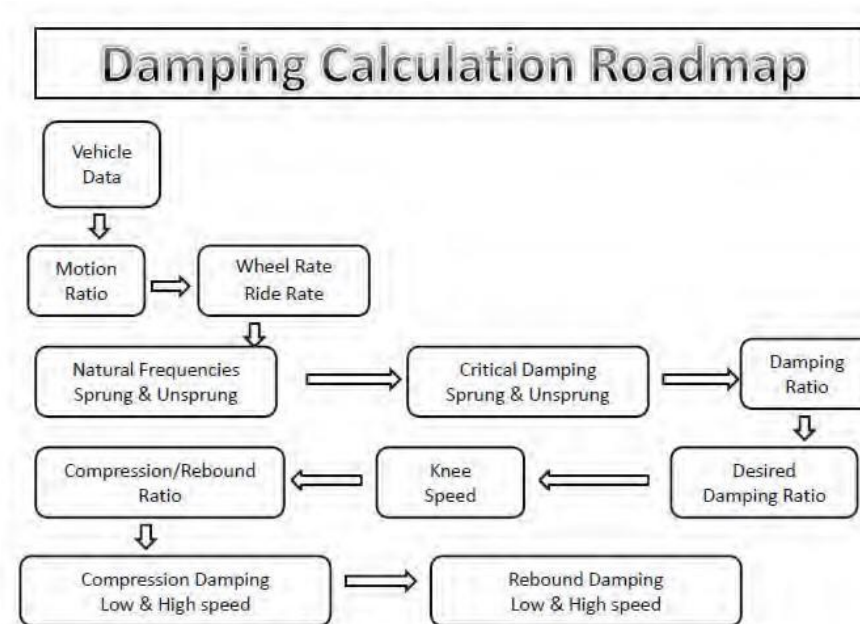 Damping Calculation Roadmap
Vehicle
Data
Motion
Ratio
Wheel Rate
Ride Rate
Natural Frequencies
Sprung & Unsprung
Critical Damping
Sprung & Unsprung
Damping
Ratio
Desired
Damping Ratio
Knee
Speed
Compression/Rebound
Ratio
Compression Damping
Low & High speed
Rebound Damping
Low & High speed